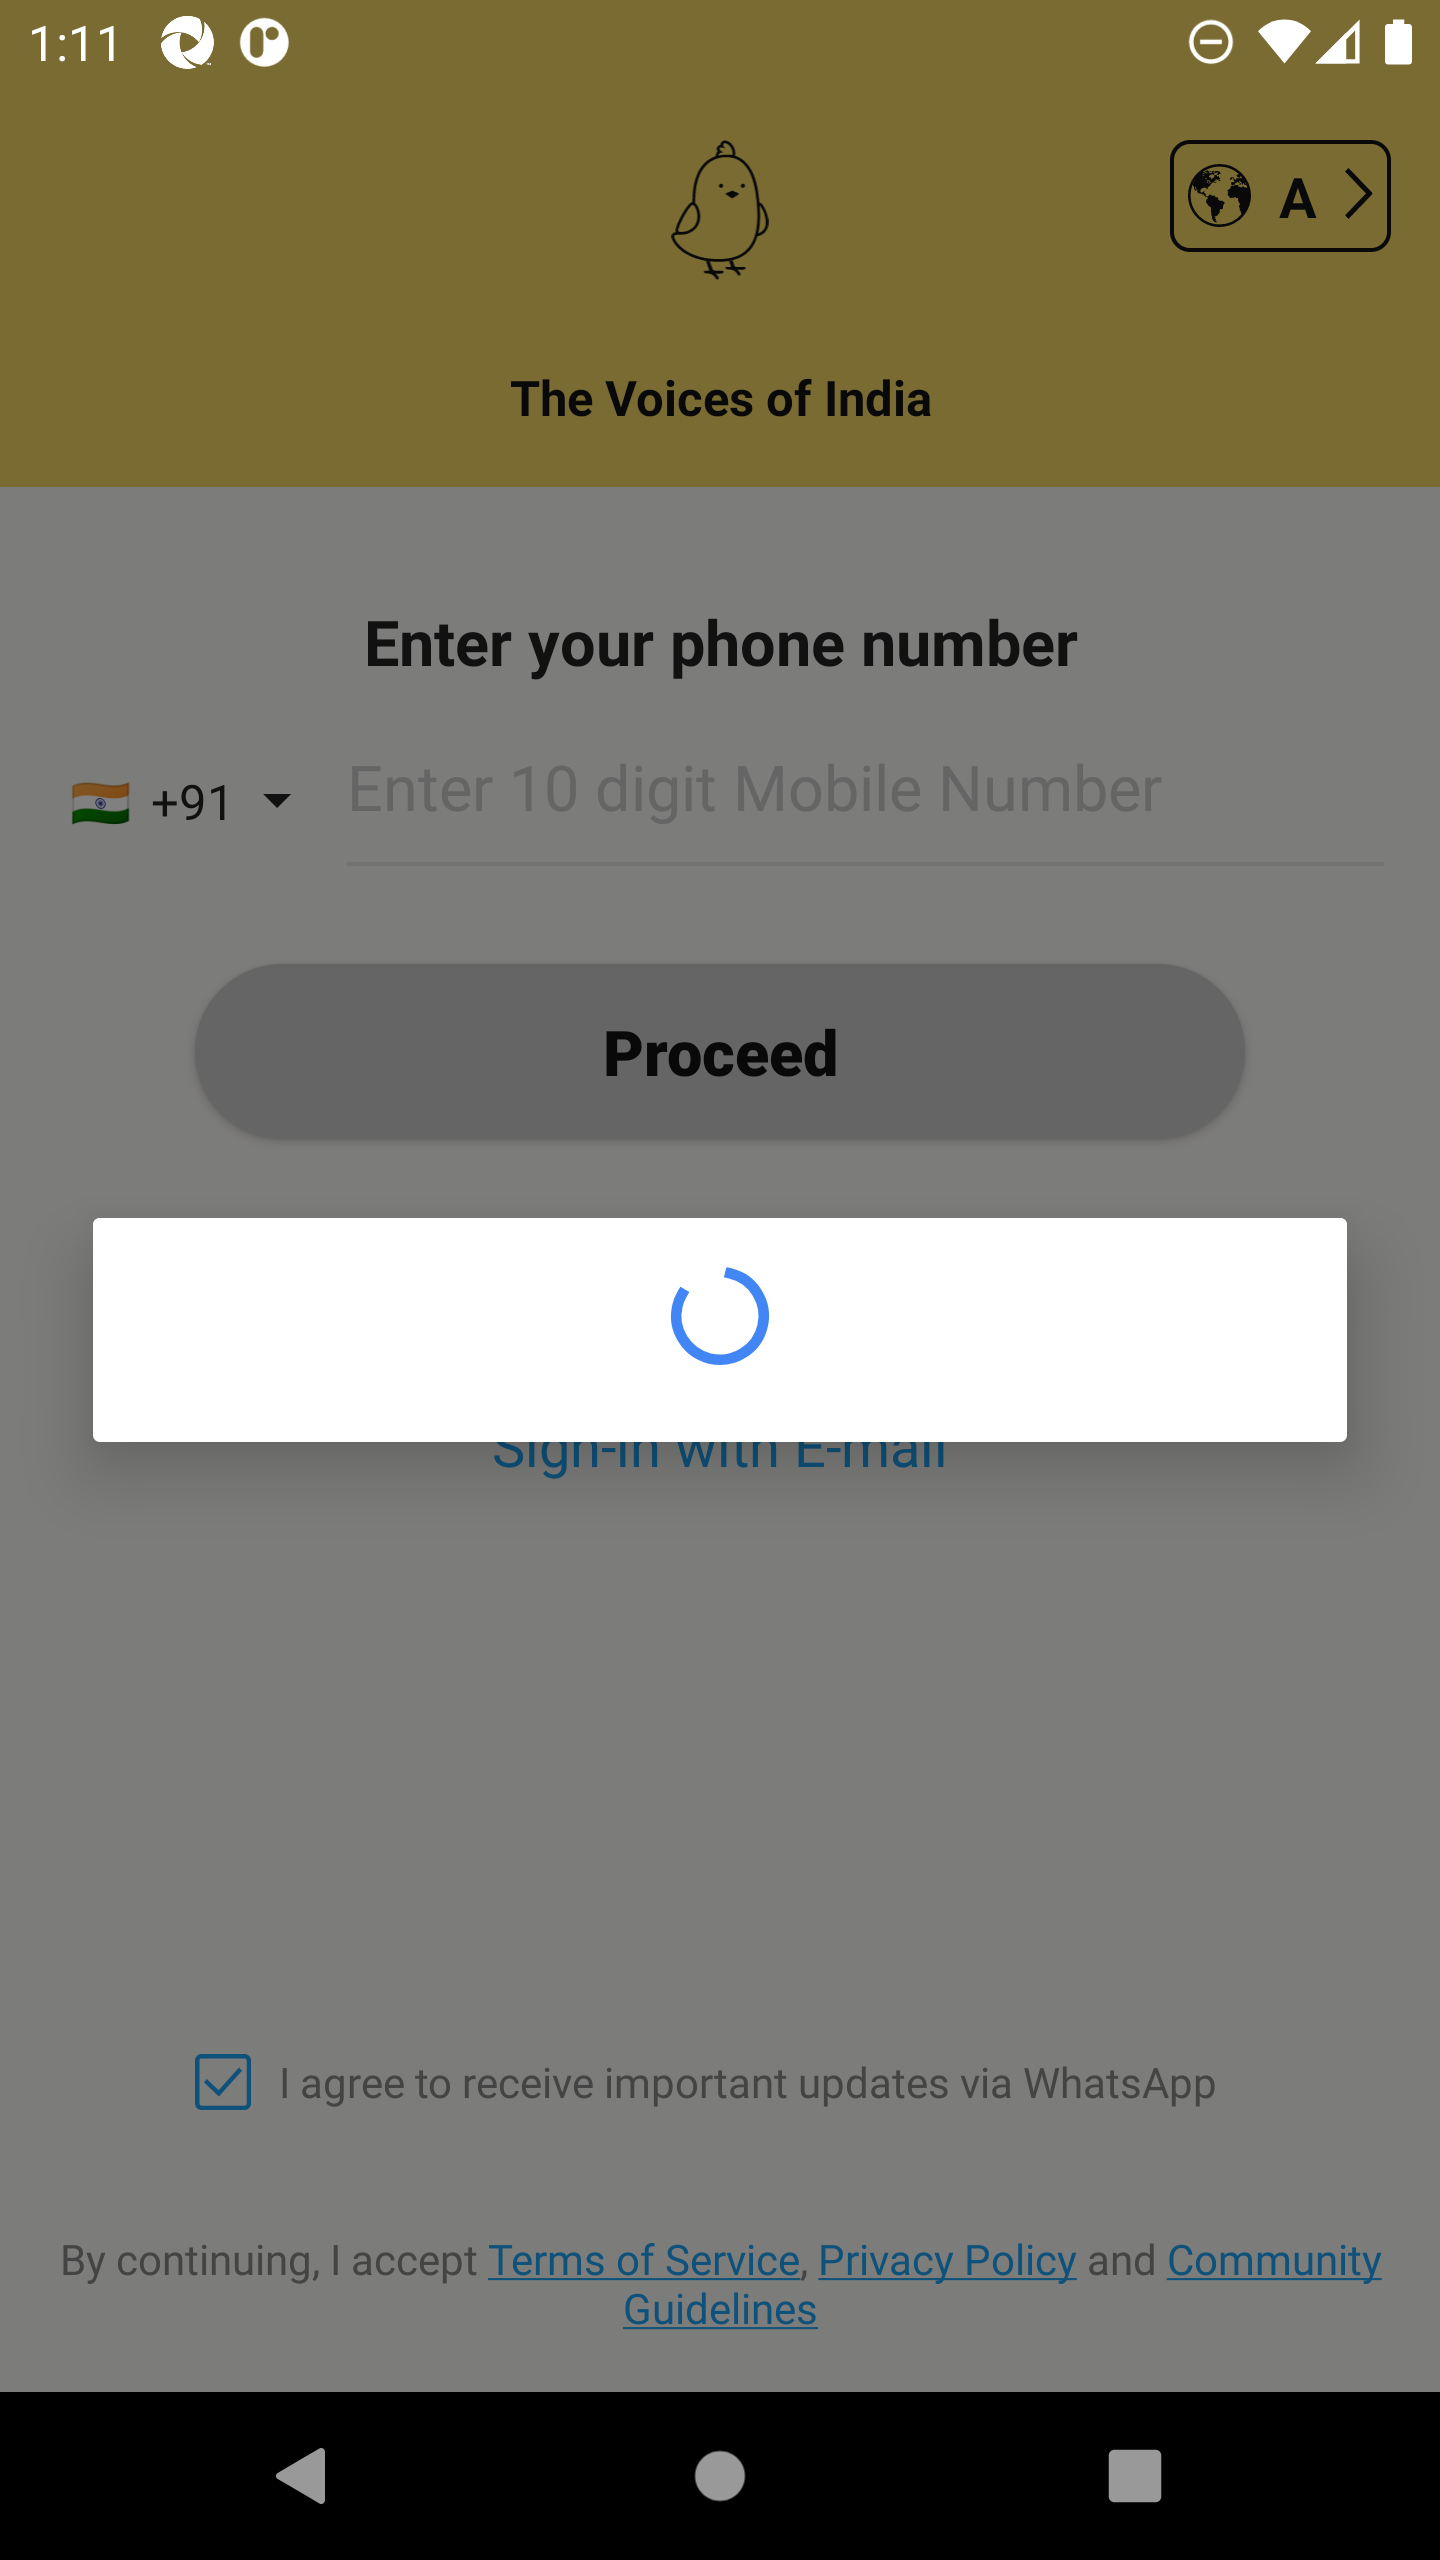 1:11
A
The Voices of India
Enter your phone number
+91
Enter 10 digit Mobile Number
Proceed
Sign-in with E-mail
I agree to receive important updates via WhatsApp
By continuing, I accept Terms of Service, Privacy Policy and Community
Guidelines